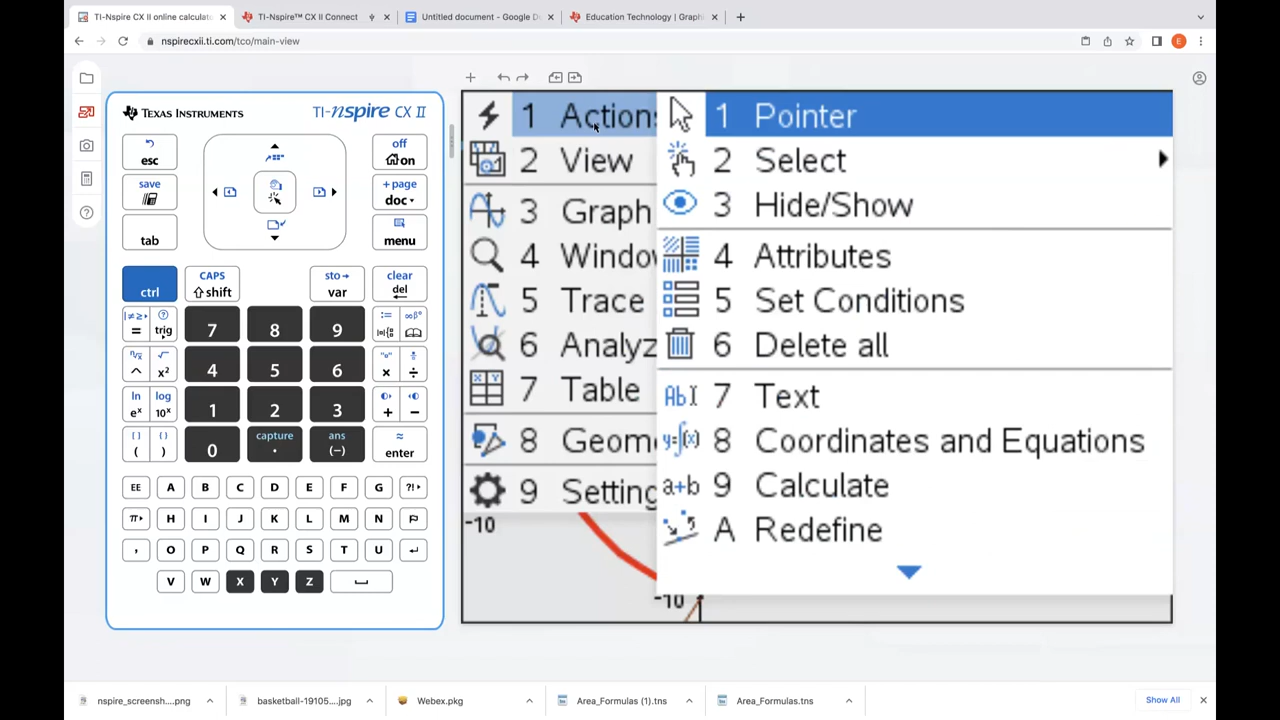 TI-Nspire CX II online calculat
TI-Nspire™ CX II Connect
Untitled document - Google D
Education Technology | Graph
nspirecxii.ti.com/tco/main-view
E
TEXAS INSTRUMENTS
TI-nspire CX II
esc
off
on
save
+ page
doc
tab
menu
ctrl
CAPS
shift
sto→
var
clear
del
= trig 7 8 9
^ x² 4 5 6 × ÷
ln log
eˣ 10ˣ 1 2 3 + −
[ ] { }
( ) 0
capture
.
ans
(−)
≈
enter
EE A B C D E F G ?!
π H I J K L M N
, O P Q R S T U
V W X Y Z
1 Actions
2 View
3 Graph
4 Windo
5 Trace
6 Analyz
7 Table
8 Geom
9 Setting
1 Pointer
2 Select
3 Hide/Show
4 Attributes
5 Set Conditions
6 Delete all
7 Text
8 Coordinates and Equations
9 Calculate
A Redefine
-10
-10
nspire_screensh....png
basketball-19105....jpg
Webex.pkg
Area_Formulas (1).tns
Area_Formulas.tns
Show All